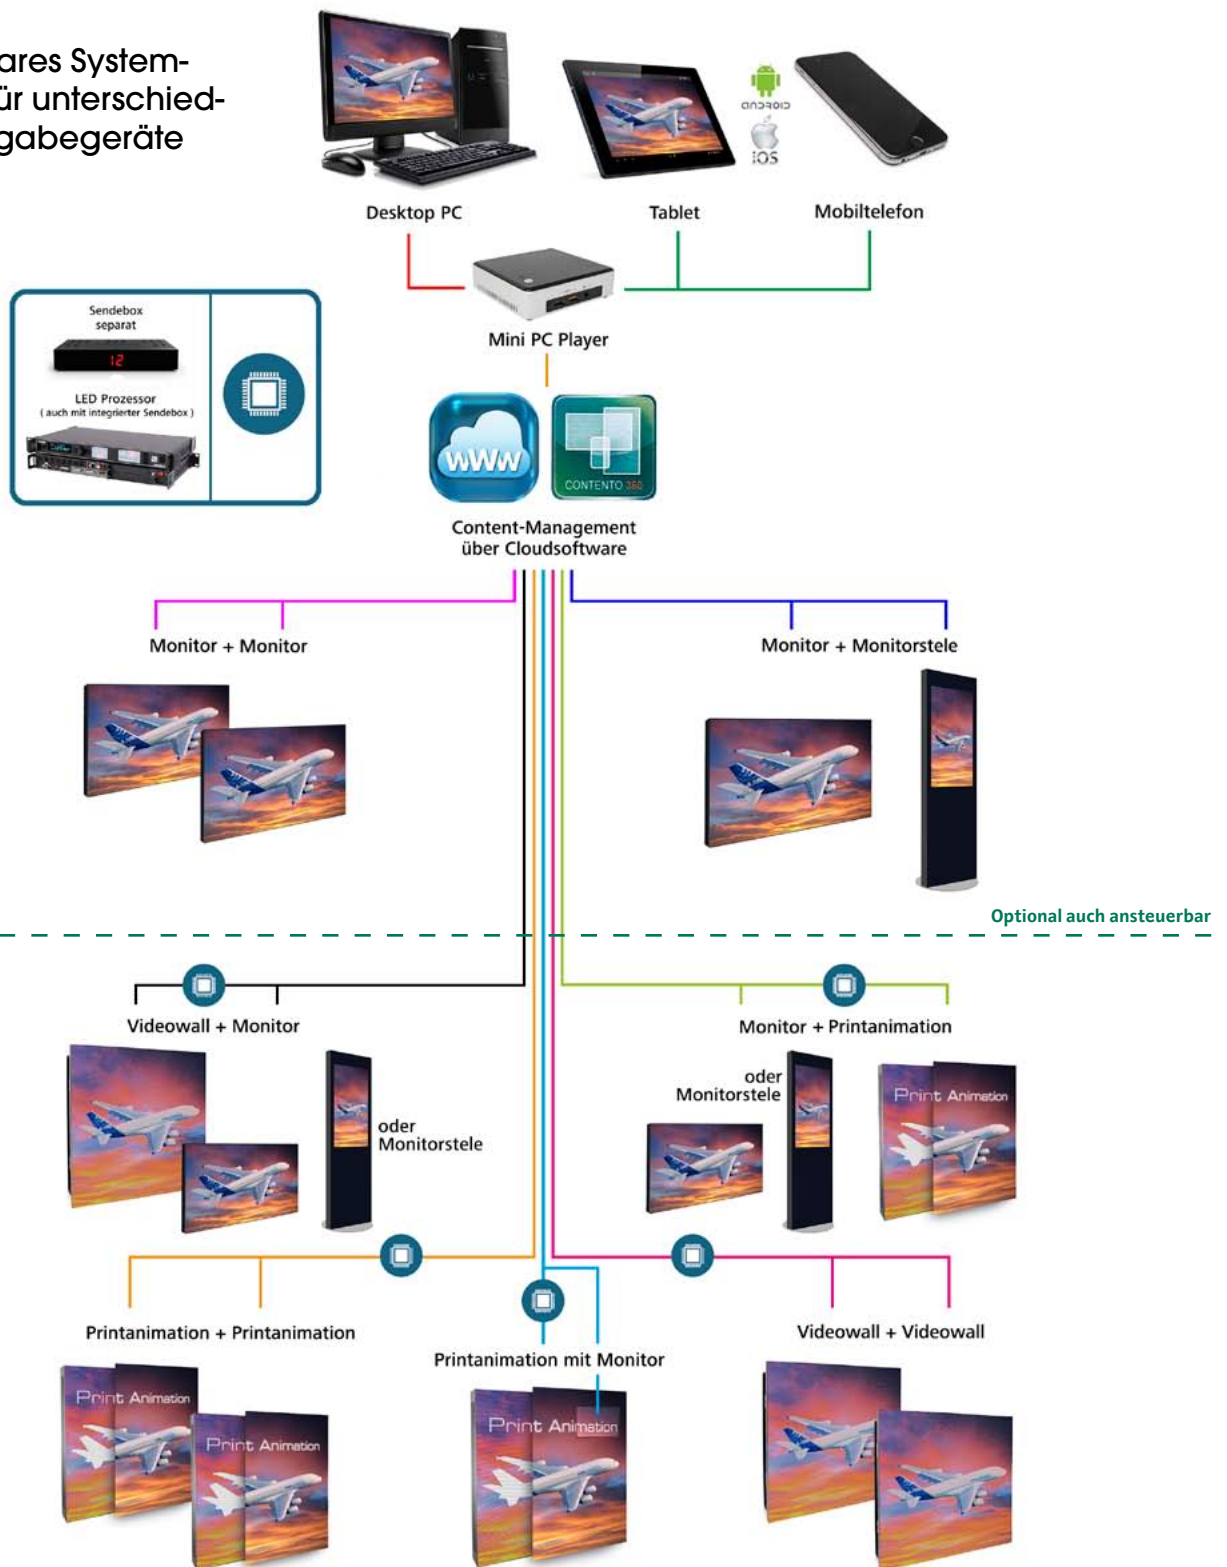 ares System-
ür unterschied-
gabegeräte
ANDROID
iOS
Desktop PC
Tablet
Mobiltelefon
Mini PC Player
Sendebox
separat
12
LED Prozessor
( auch mit integrierter Sendebox )
WWW
CONTENTO 360
Content-Management
über Cloudsoftware
Monitor + Monitor
Monitor + Monitorstele
Optional auch ansteuerbar
Videowall + Monitor
Monitor + Printanimation
oder
Monitorstele
oder
Monitorstele
Print Animation
Printanimation + Printanimation
Printanimation mit Monitor
Videowall + Videowall
Print Animation
Print Animation
Print Animation